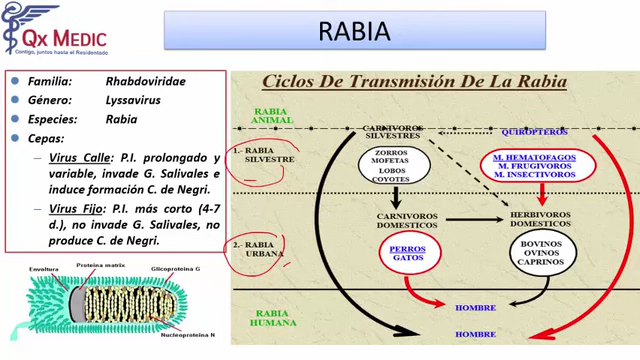 Qx MEDIC
Contigo, juntos hasta el Residentado
RABIA
Familia: Rhabdoviridae
Género: Lyssavirus
Especies: Rabia
Cepas:
— Virus Calle: P.I. prolongado y
variable, invade G. Salivales e
induce formación C. de Negri.
— Virus Fijo: P.I. más corto (4-7
d.), no invade G. Salivales, no
produce C. de Negri.
Envoltura
Proteína matrix
Glicoproteína G
Nucleoproteína N
Ciclos De Transmisión De La Rabia
RABIA
ANIMAL
CARNIVOROS
SILVESTRES
QUIRÓPTEROS
1.- RABIA
SILVESTRE
ZORROS
MOFETAS
LOBOS
COYOTES
M. HEMATOFAGOS
M. FRUGIVOROS
M. INSECTIVOROS
CARNIVOROS
DOMESTICOS
HERBIVOROS
DOMESTICOS
2.- RABIA
URBANA
PERROS
GATOS
BOVINOS
OVINOS
CAPRINOS
RABIA
HUMANA
HOMBRE
HOMBRE